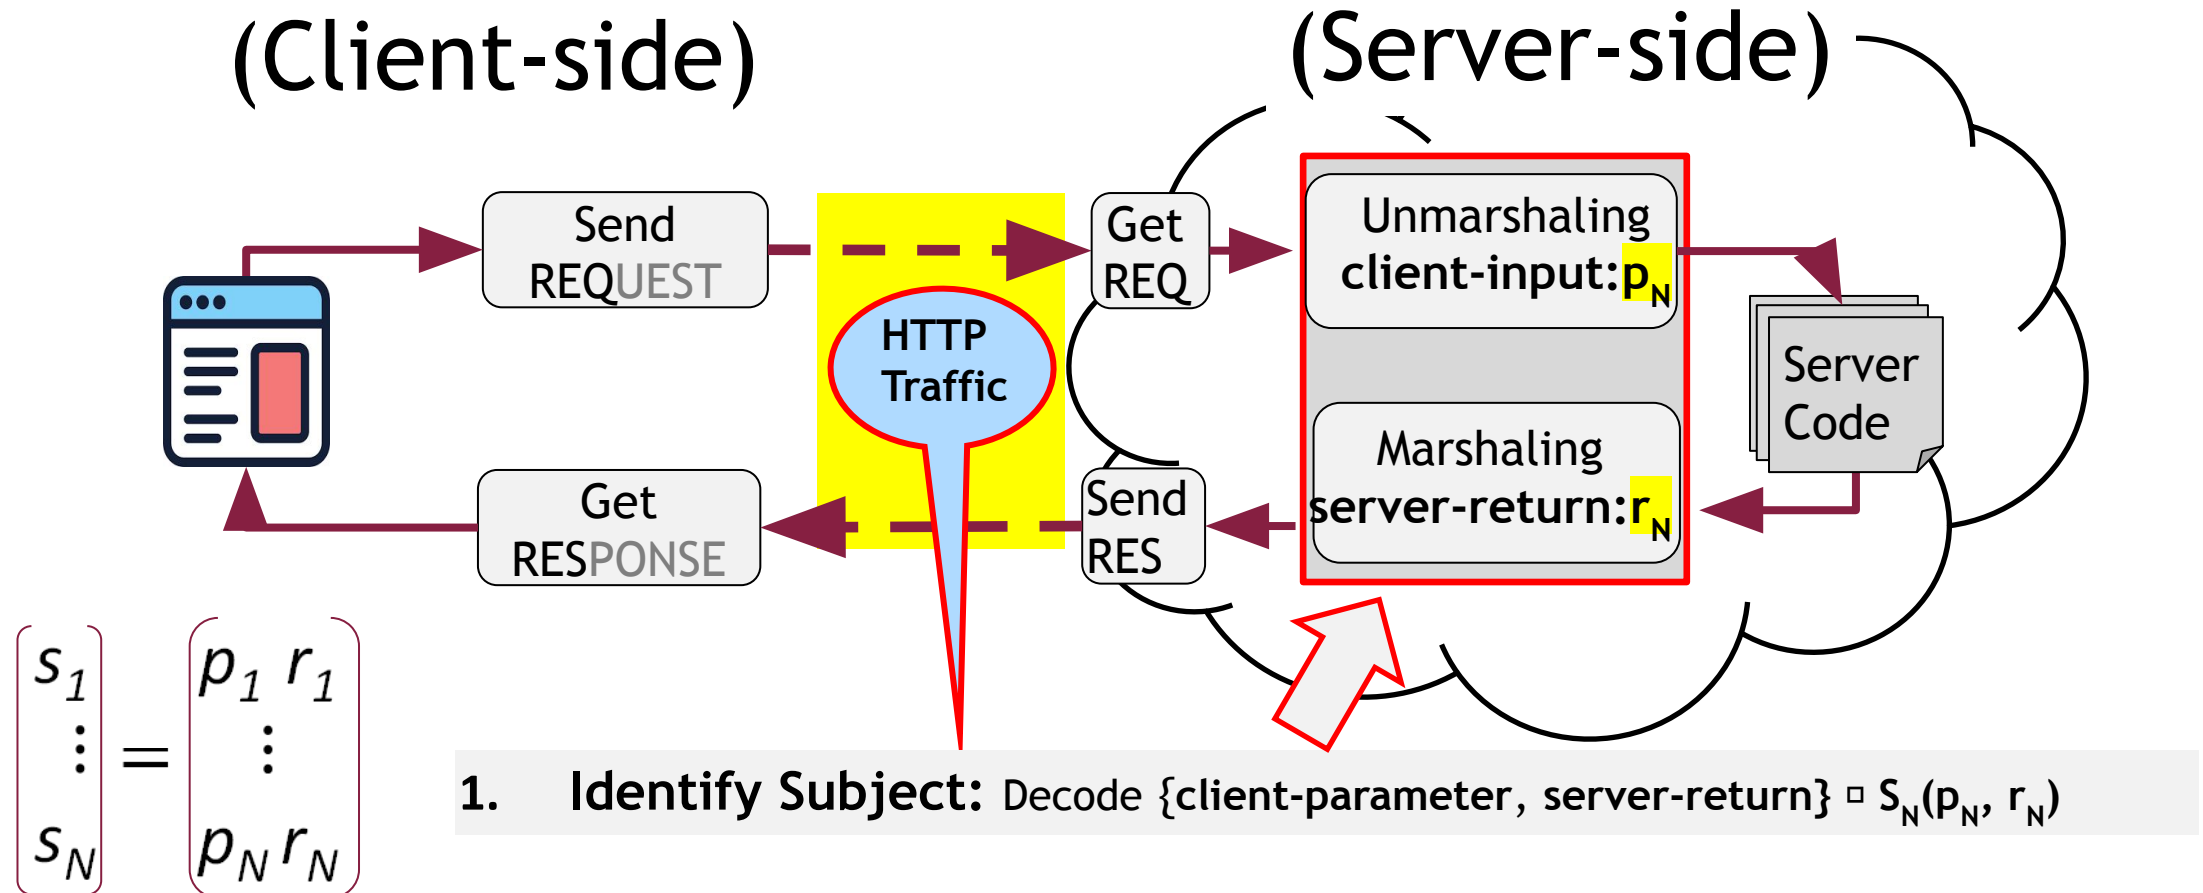 (Client-side)
(Server-side)
Send
REQUEST
Get
REQ
Unmarshaling
client-input:pN
HTTP
Traffic
Server
Code
Marshaling
server-return:rN
Get
RESPONSE
Send
RES
s1 = p1 r1
⋮ ⋮
sN pN rN
1. Identify Subject: Decode {client-parameter, server-return} ▫ SN(pN, rN)